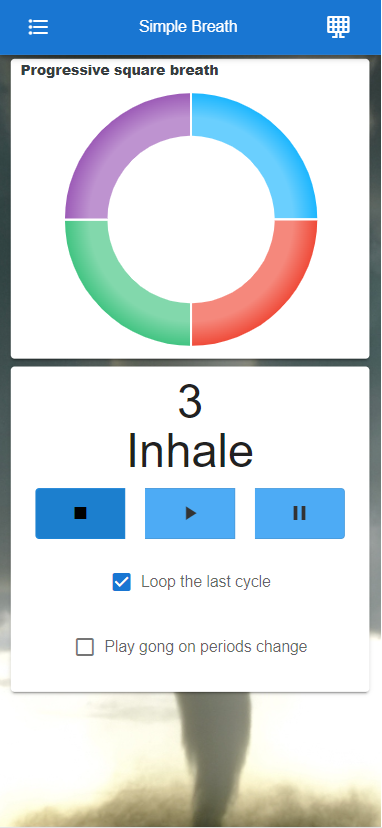 Simple Breath
Progressive square breath
3
Inhale
Loop the last cycle
Play gong on periods change